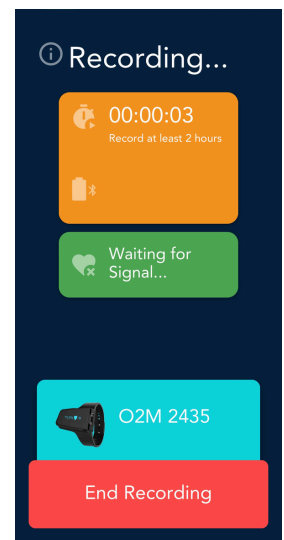 Recording...
00:00:03
Record at least 2 hours
Waiting for
Signal...
O2M 2435
End Recording